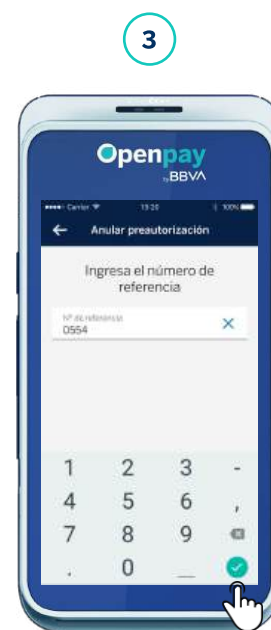 3
Openpay
by BBVA
Carrier 15:20 100%
Anular preautorización
Ingresa el número de
referencia
Nº de referencia
0554
1 2 3 -
4 5 6 ,
7 8 9
. 0 _